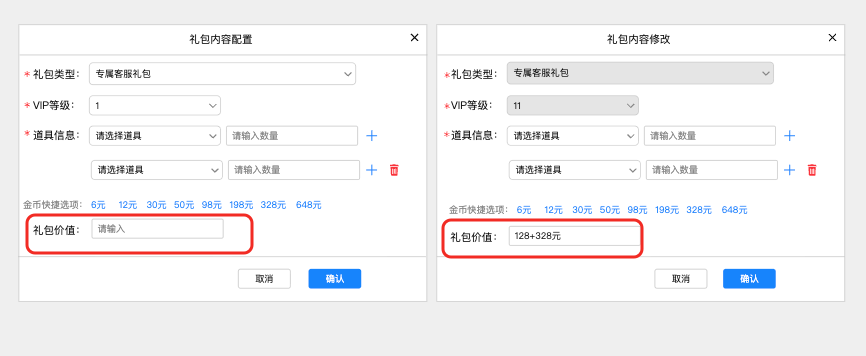 礼包内容配置
* 礼包类型： 专属客服礼包
* VIP等级： 1
* 道具信息： 请选择道具 请输入数量
请选择道具 请输入数量
金币快捷选项： 6元 12元 30元 50元 98元 198元 328元 648元
礼包价值： 请输入
取消 确认
礼包内容修改
*礼包类型： 专属客服礼包
*VIP等级： 11
*道具信息： 请选择道具 请输入数量
请选择道具 请输入数量
金币快捷选项： 6元 12元 30元 50元 98元 198元 328元 648元
礼包价值： 128+328元
取消 确认